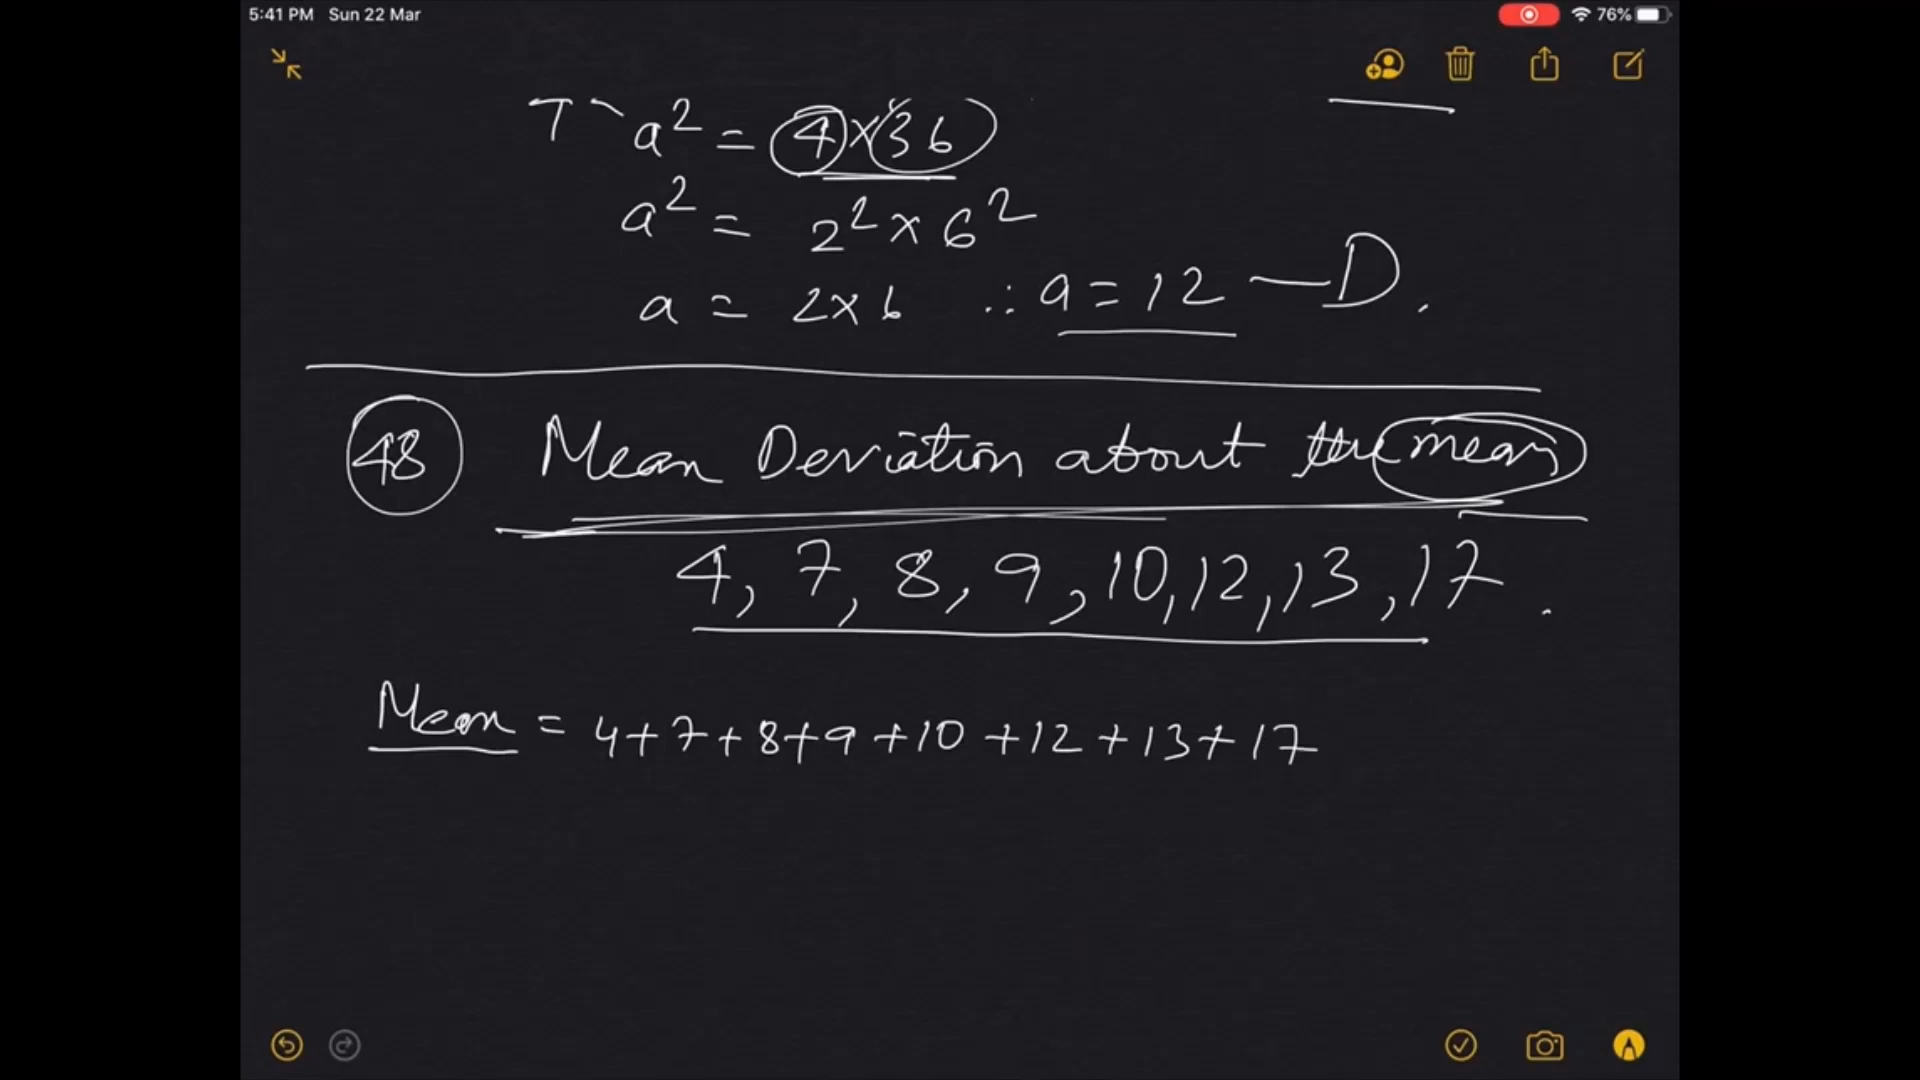 5:41 PM Sun 22 Mar 76%
a² = 4×36
a² = 2² × 6²
a = 2×6 ∴ a = 12 — D.
48 Mean Deviation about the mean
4, 7, 8, 9, 10, 12, 13, 17.
Mean = 4+7+8+9+10+12+13+17